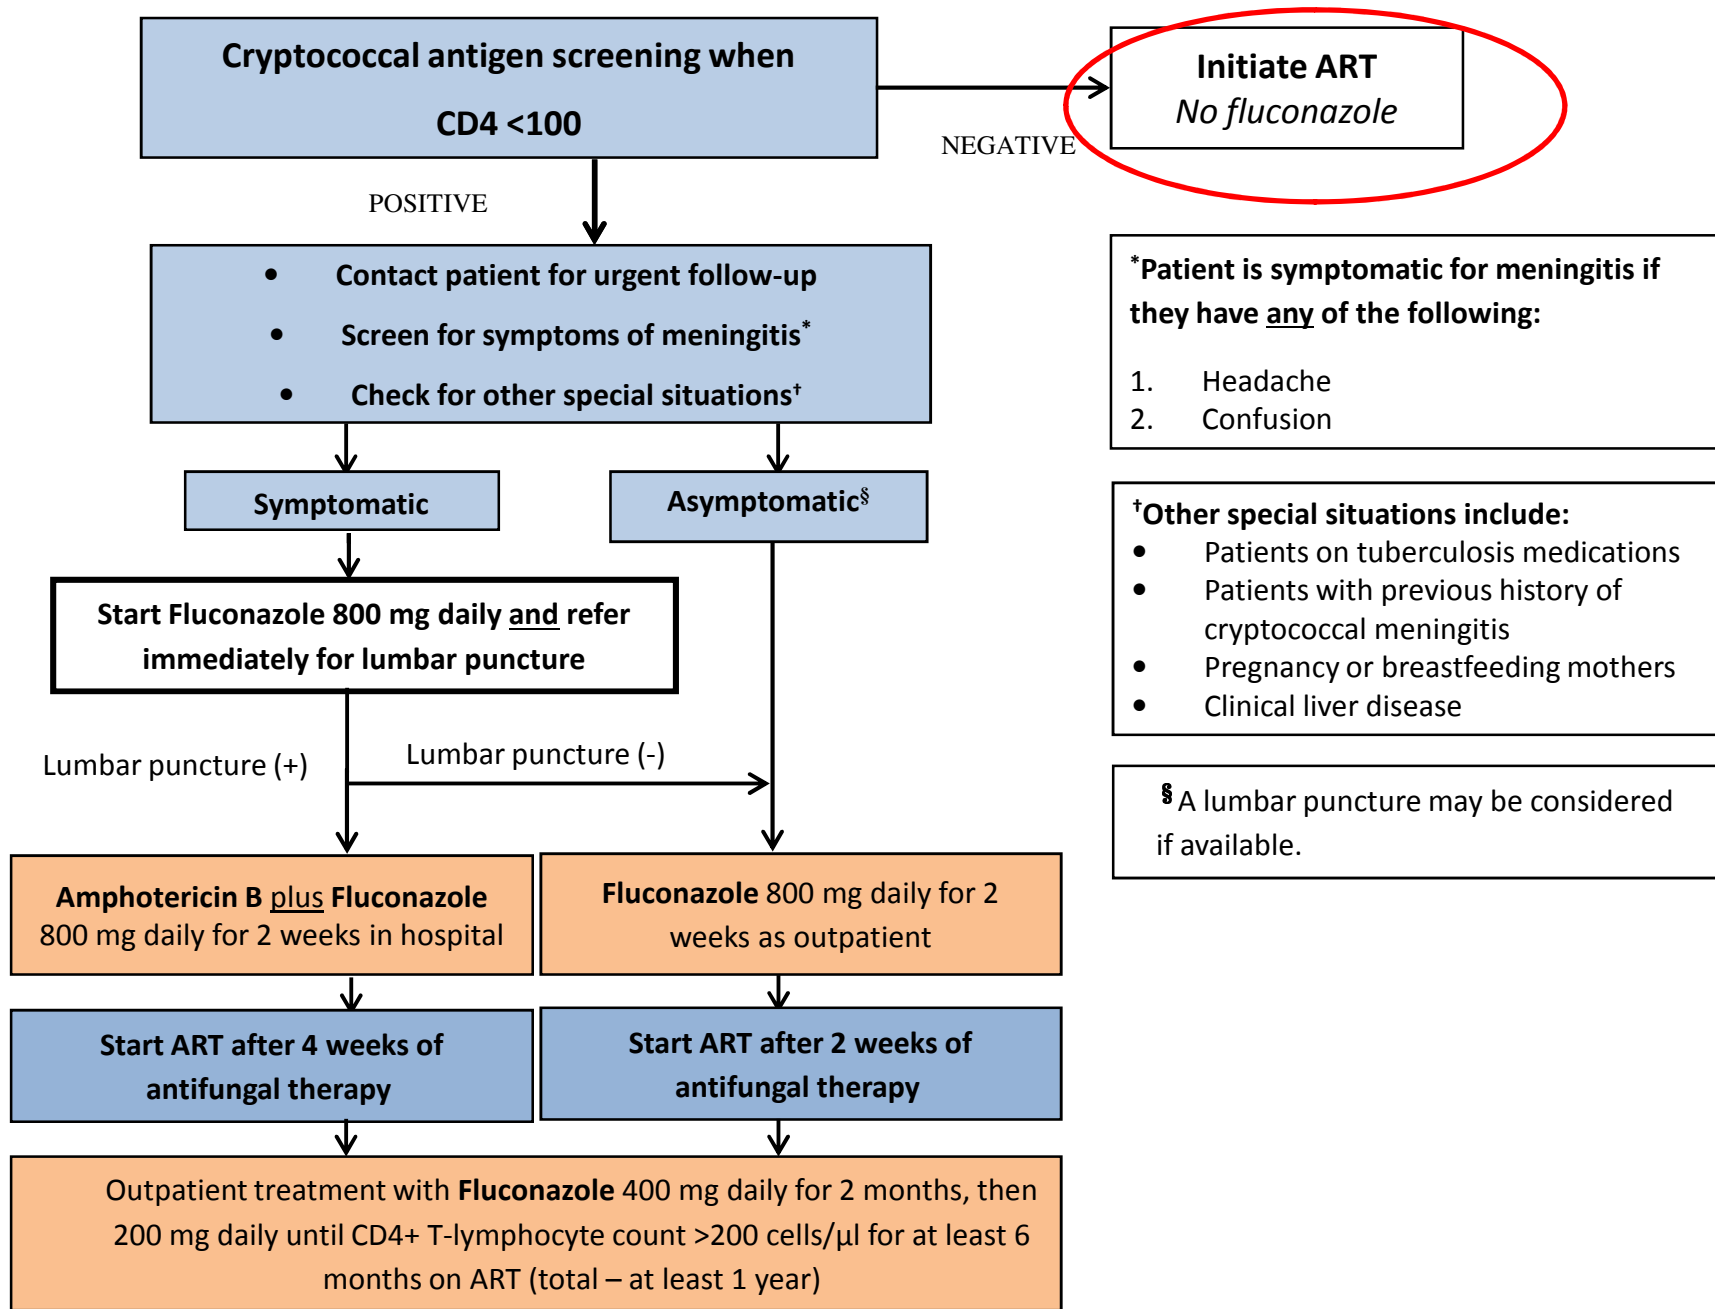 Cryptococcal antigen screening when
CD4 <100
Initiate ART
No fluconazole
NEGATIVE
POSITIVE
• Contact patient for urgent follow-up
• Screen for symptoms of meningitis*
• Check for other special situations†
*Patient is symptomatic for meningitis if
they have any of the following:
1. Headache
2. Confusion
Symptomatic
Asymptomatic§
†Other special situations include:
• Patients on tuberculosis medications
• Patients with previous history of
cryptococcal meningitis
• Pregnancy or breastfeeding mothers
• Clinical liver disease
Start Fluconazole 800 mg daily and refer
immediately for lumbar puncture
Lumbar puncture (+)
Lumbar puncture (-)
§ A lumbar puncture may be considered
if available.
Amphotericin B plus Fluconazole
800 mg daily for 2 weeks in hospital
Fluconazole 800 mg daily for 2
weeks as outpatient
Start ART after 4 weeks of
antifungal therapy
Start ART after 2 weeks of
antifungal therapy
Outpatient treatment with Fluconazole 400 mg daily for 2 months, then
200 mg daily until CD4+ T-lymphocyte count >200 cells/µl for at least 6
months on ART (total – at least 1 year)